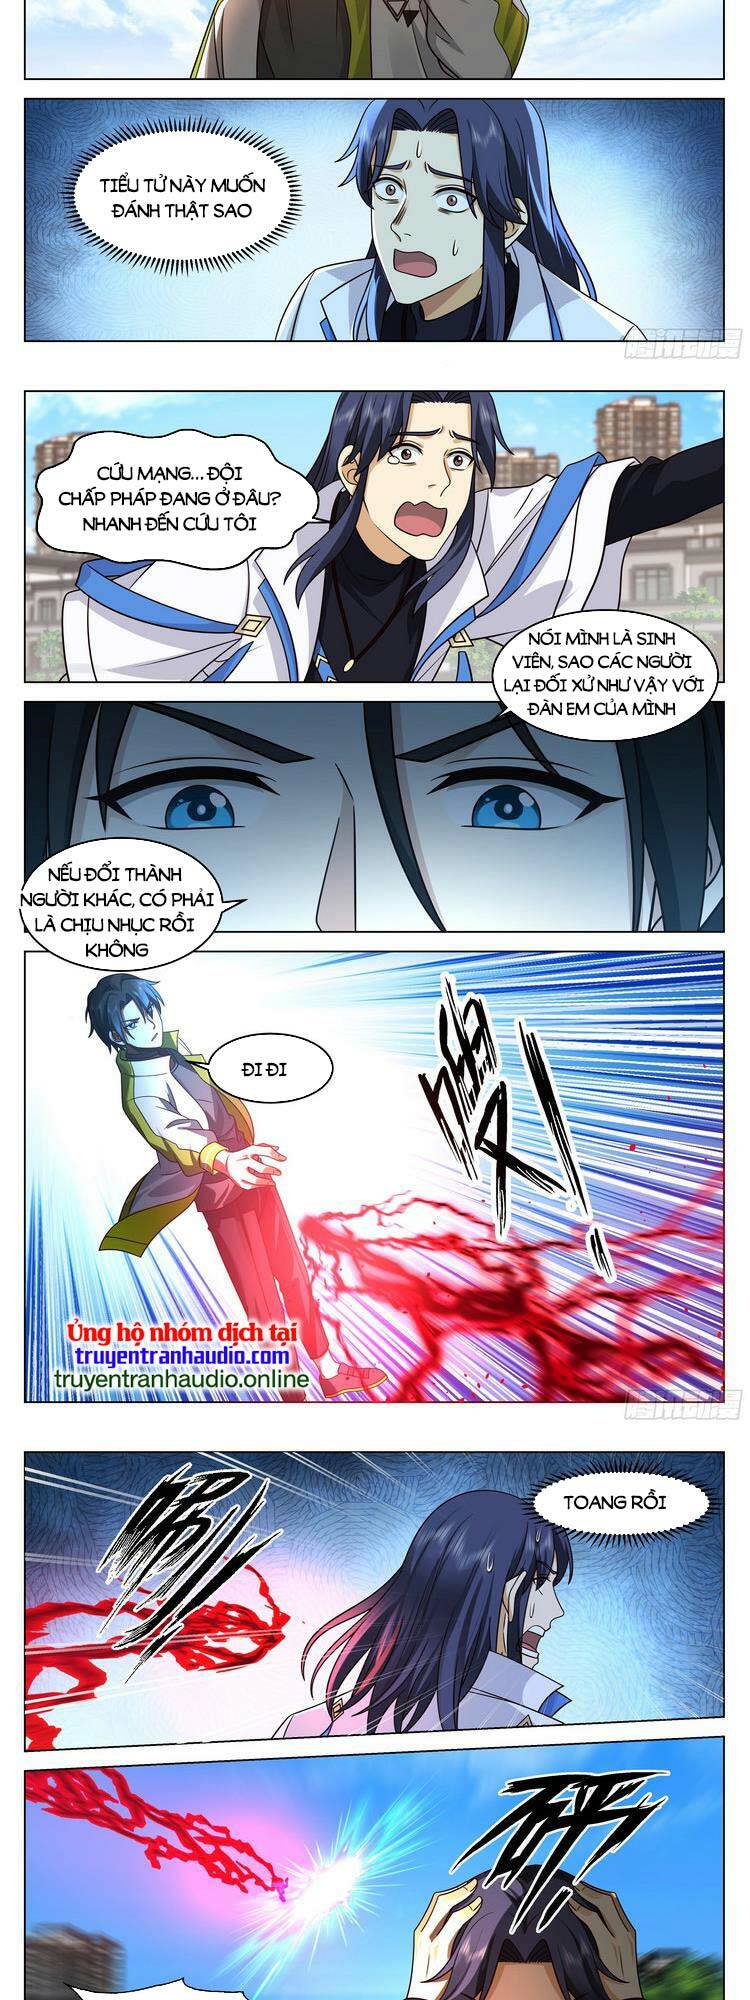 TIỂU TỬ NÀY MUỐN
ĐÁNH THẬT SAO
CỨU MẠNG... ĐỘI
CHẤP PHÁP ĐANG Ở ĐÂU?
NHANH ĐẾN CỨU TÔI
NÓI MÌNH LÀ SINH
VIÊN, SAO CÁC NGƯỜI
LẠI ĐỐI XỬ NHƯ VẬY VỚI
ĐÀN EM CỦA MÌNH
NẾU ĐỔI THÀNH
NGƯỜI KHÁC, CÓ PHẢI
LÀ CHỊU NHỤC RỒI
KHÔNG
ĐI ĐI
Ủng hộ nhóm dịch tại
truyentranhaudio.com
truyentranhaudio.online
TOANG RỒI
砰